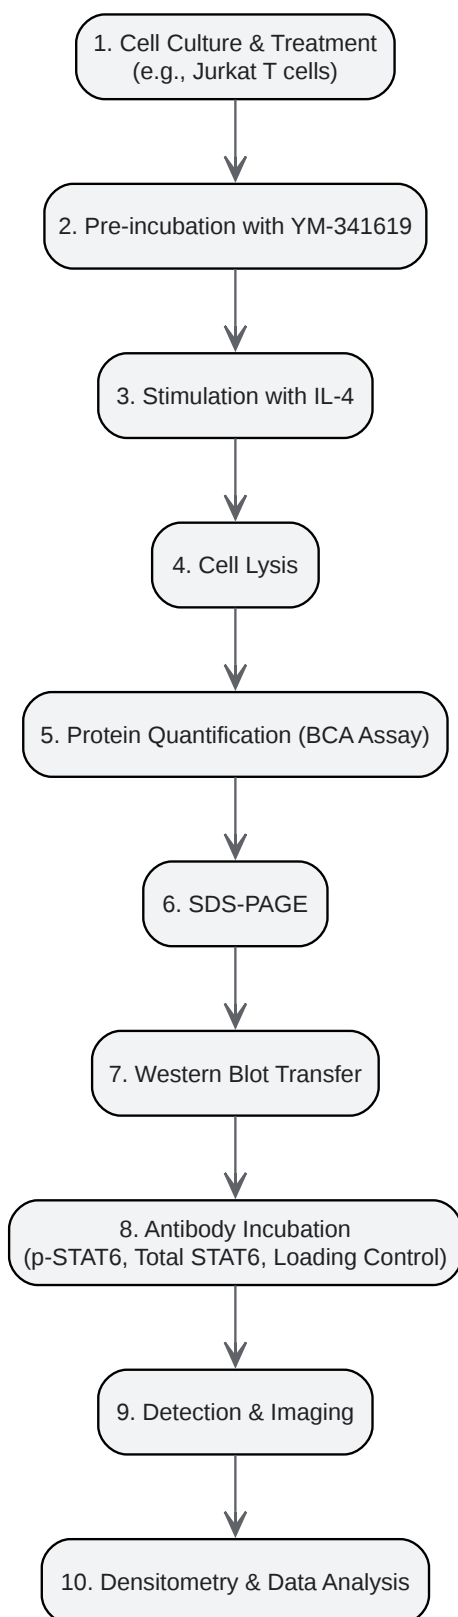 1. Cell Culture & Treatment
(e.g., Jurkat T cells)
2. Pre-incubation with YM-341619
3. Stimulation with IL-4
4. Cell Lysis
5. Protein Quantification (BCA Assay)
6. SDS-PAGE
7. Western Blot Transfer
8. Antibody Incubation
(p-STAT6, Total STAT6, Loading Control)
9. Detection & Imaging
10. Densitometry & Data Analysis